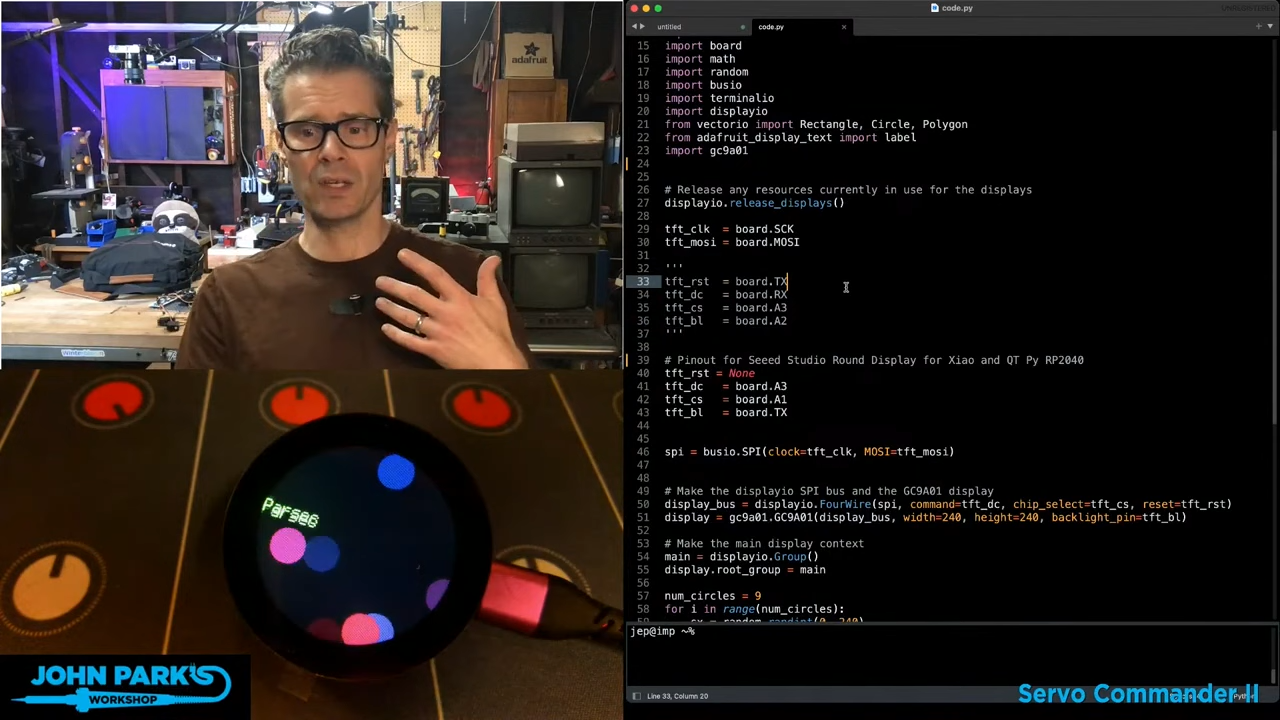 adafruit
Parsec
JOHN PARK'S
WORKSHOP
code.py
untitled
code.py
15 import board
16 import math
17 import random
18 import busio
19 import terminalio
20 import displayio
21 from vectorio import Rectangle, Circle, Polygon
22 from adafruit_display_text import label
23 import gc9a01
24
25
26 # Release any resources currently in use for the displays
27 displayio.release_displays()
28
29 tft_clk = board.SCK
30 tft_mosi = board.MOSI
31
32 '''
33 tft_rst = board.TX
34 tft_dc = board.RX
35 tft_cs = board.A3
36 tft_bl = board.A2
37 '''
38
39 # Pinout for Seeed Studio Round Display for Xiao and QT Py RP2040
40 tft_rst = None
41 tft_dc = board.A3
42 tft_cs = board.A1
43 tft_bl = board.TX
44
45
46 spi = busio.SPI(clock=tft_clk, MOSI=tft_mosi)
47
48
49 # Make the displayio SPI bus and the GC9A01 display
50 display_bus = displayio.FourWire(spi, command=tft_dc, chip_select=tft_cs, reset=tft_rst)
51 display = gc9a01.GC9A01(display_bus, width=240, height=240, backlight_pin=tft_bl)
52
53 # Make the main display context
54 main = displayio.Group()
55 display.root_group = main
56
57 num_circles = 9
58 for i in range(num_circles):
jep@imp ~%
Line 33, Column 20
Servo Commander II